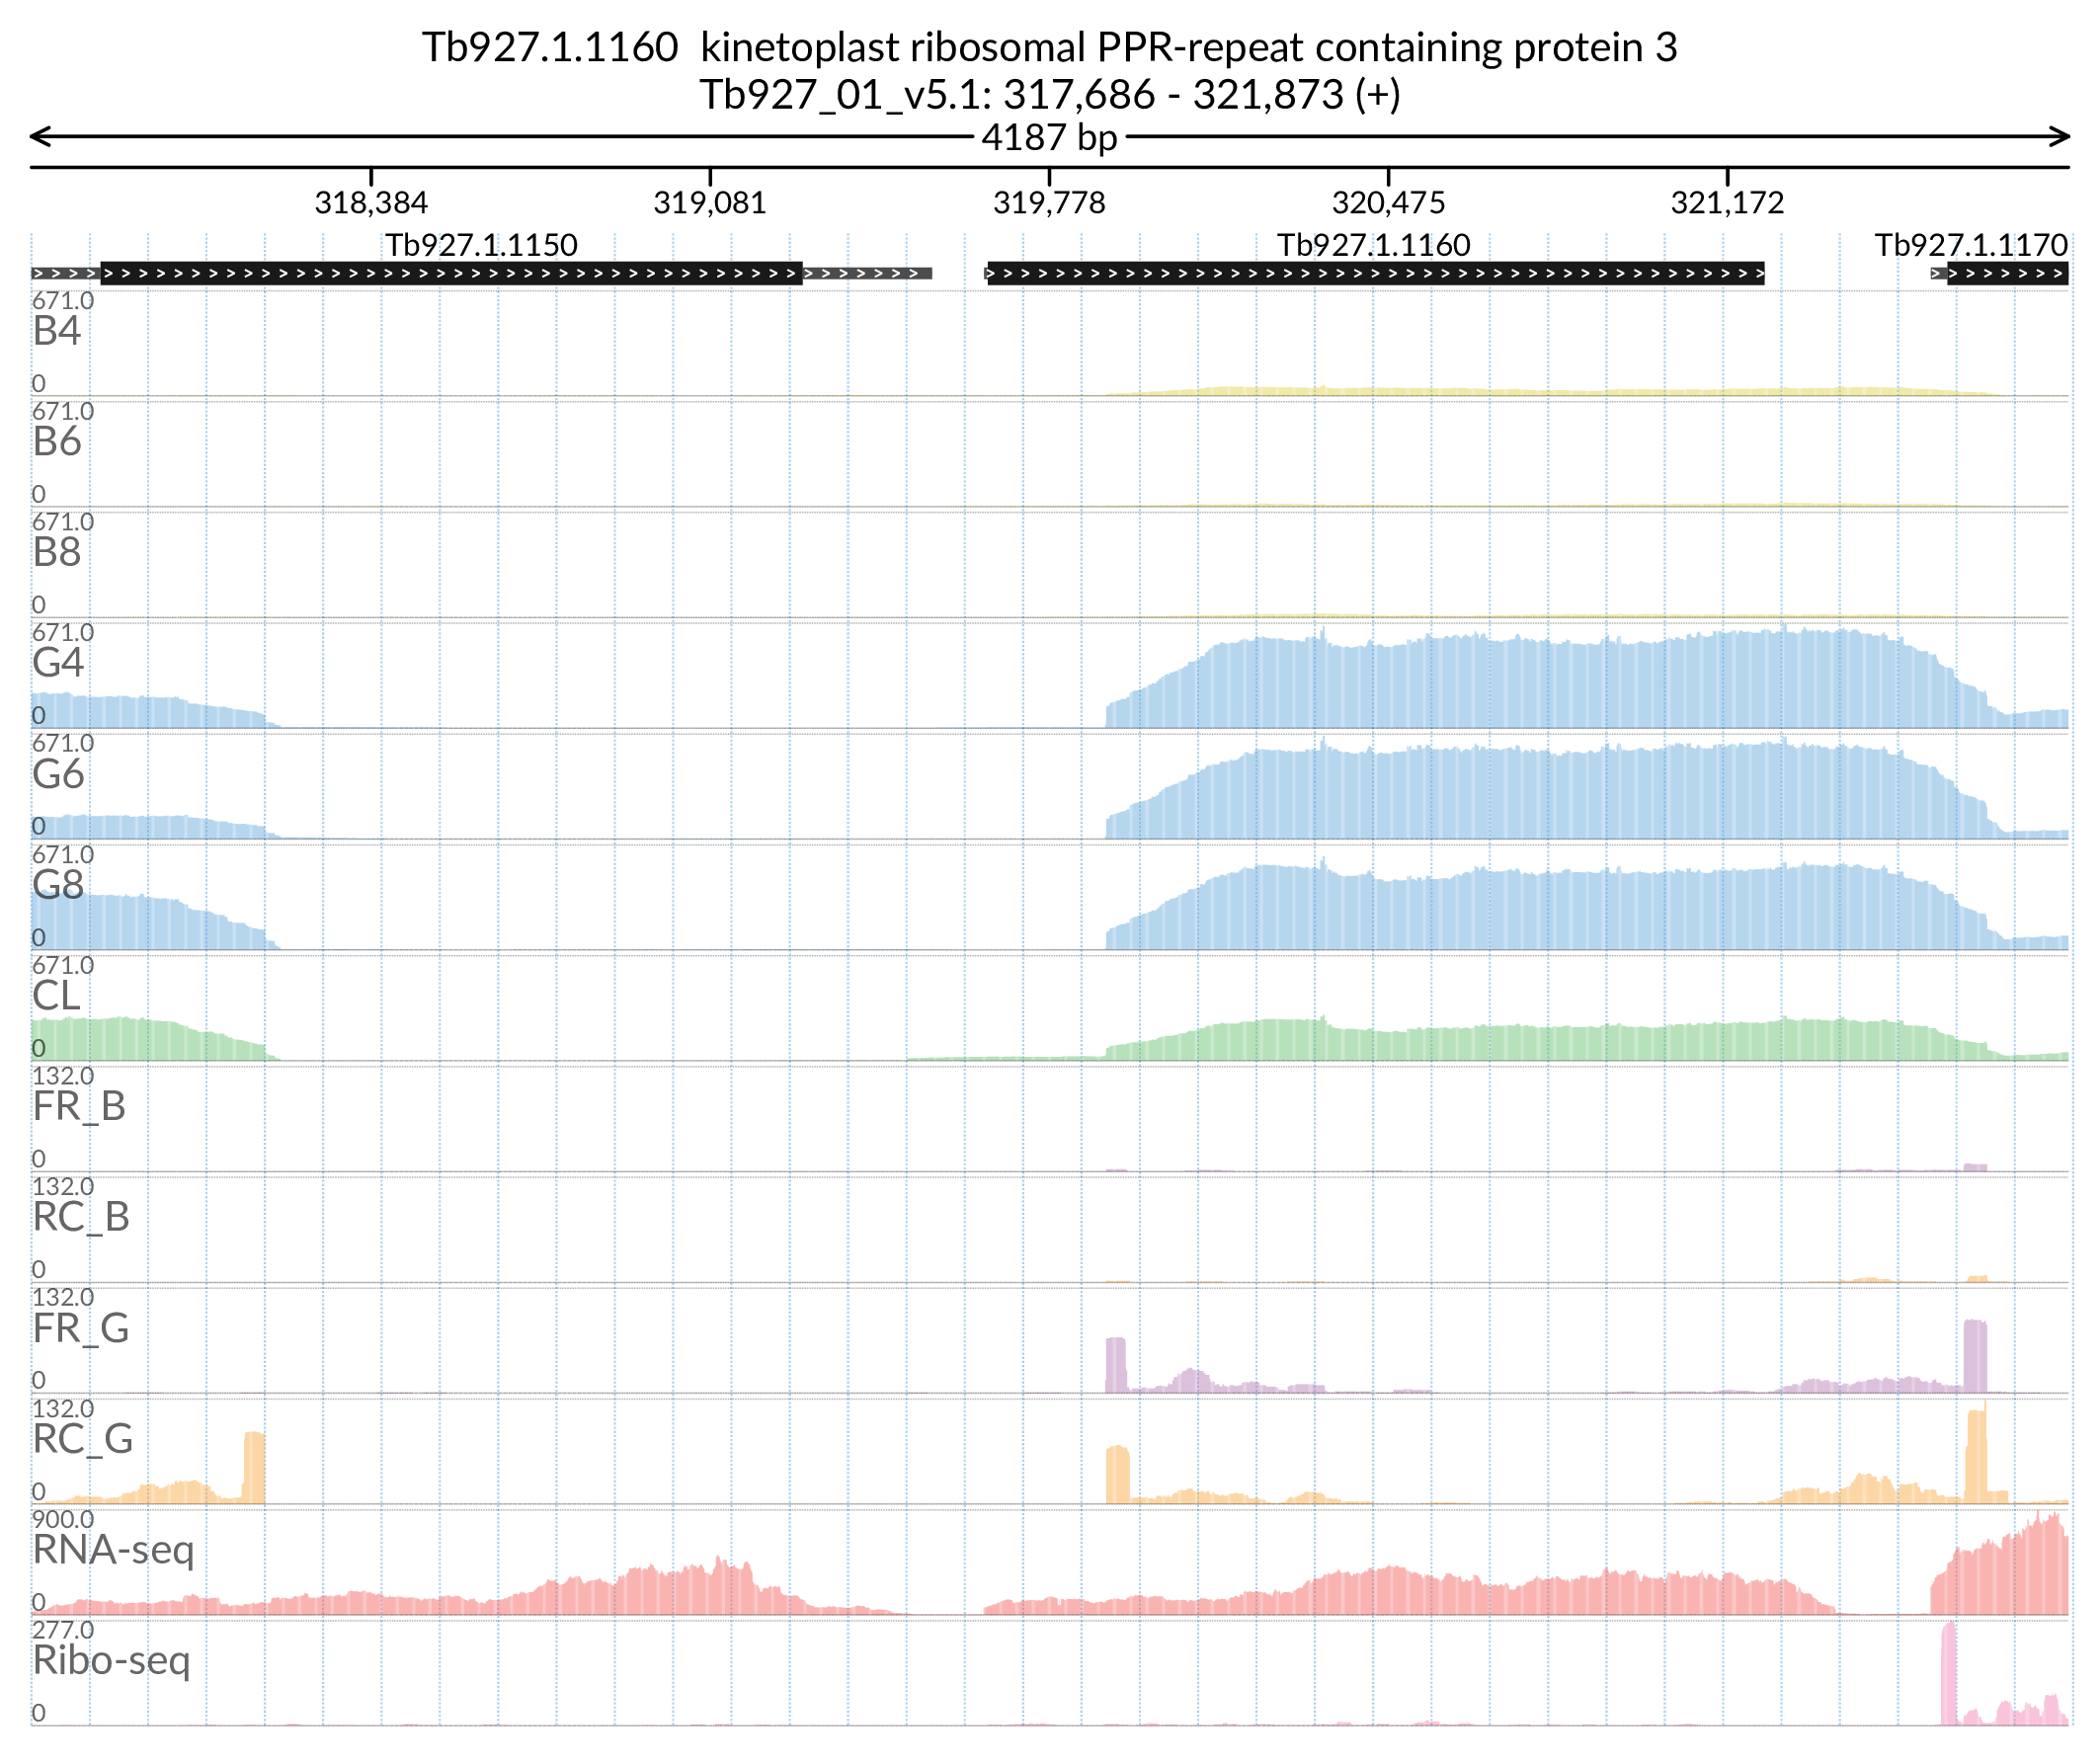 Tb927.1.1160  kinetoplast ribosomal PPR-repeat containing protein 3
Tb927_01_v5.1: 317,686 - 321,873 (+)
4187 bp
318,384 319,081 319,778 320,475 321,172
Tb927.1.1150 Tb927.1.1160 Tb927.1.1170
671.0
B4
0
671.0
B6
0
671.0
B8
0
671.0
G4
0
671.0
G6
0
671.0
G8
0
671.0
CL
0
132.0
FR_B
0
132.0
RC_B
0
132.0
FR_G
0
132.0
RC_G
0
900.0
RNA-seq
0
277.0
Ribo-seq
0